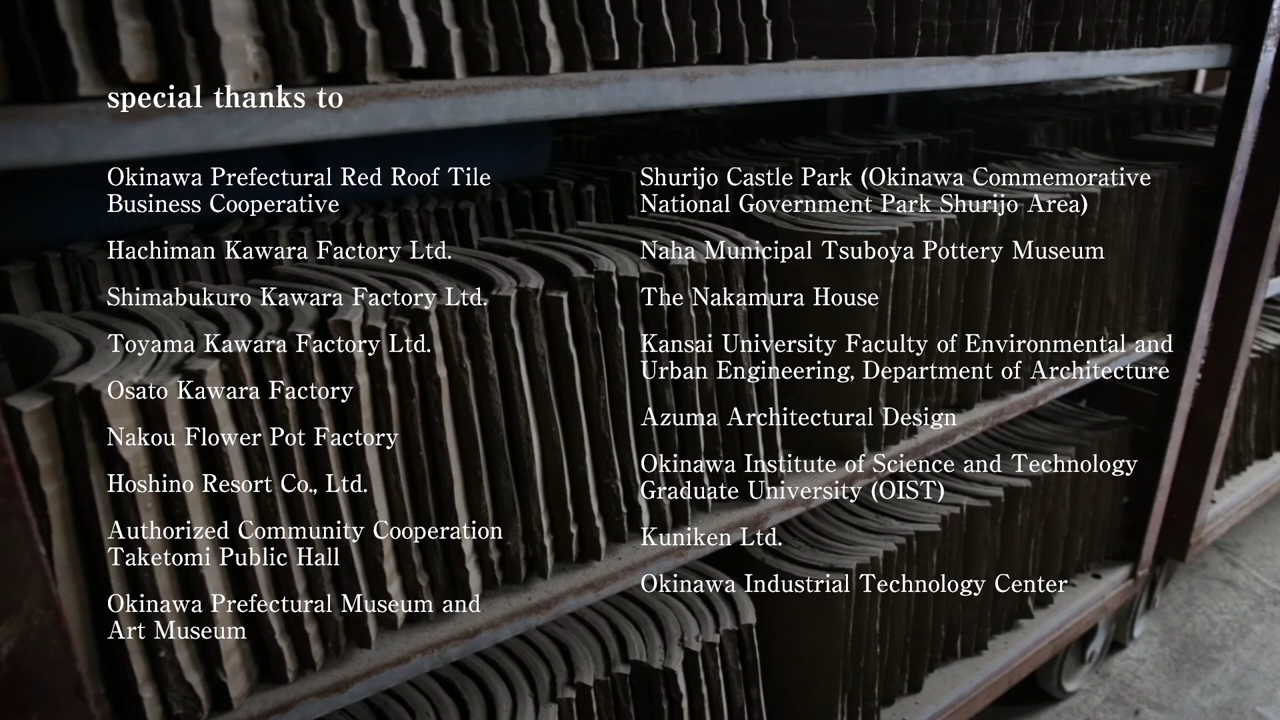 special thanks to
Okinawa Prefectural Red Roof Tile
Business Cooperative
Hachiman Kawara Factory Ltd.
Shimabukuro Kawara Factory Ltd.
Toyama Kawara Factory Ltd.
Osato Kawara Factory
Nakou Flower Pot Factory
Hoshino Resort Co., Ltd.
Authorized Community Cooperation
Taketomi Public Hall
Okinawa Prefectural Museum and
Art Museum
Shurijo Castle Park (Okinawa Commemorative
National Government Park Shurijo Area)
Naha Municipal Tsuboya Pottery Museum
The Nakamura House
Kansai University Faculty of Environmental and
Urban Engineering, Department of Architecture
Azuma Architectural Design
Okinawa Institute of Science and Technology
Graduate University (OIST)
Kuniken Ltd.
Okinawa Industrial Technology Center